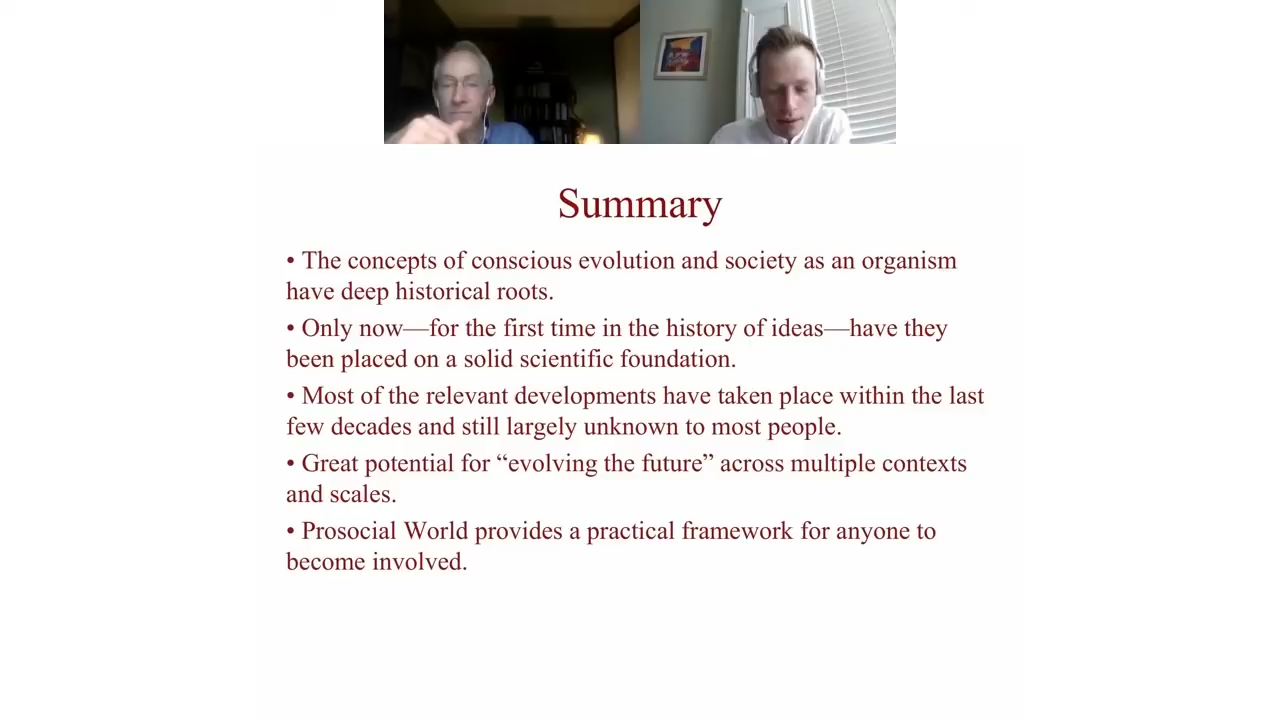 Summary
• The concepts of conscious evolution and society as an organism
have deep historical roots.
• Only now—for the first time in the history of ideas—have they
been placed on a solid scientific foundation.
• Most of the relevant developments have taken place within the last
few decades and still largely unknown to most people.
• Great potential for “evolving the future” across multiple contexts
and scales.
• Prosocial World provides a practical framework for anyone to
become involved.